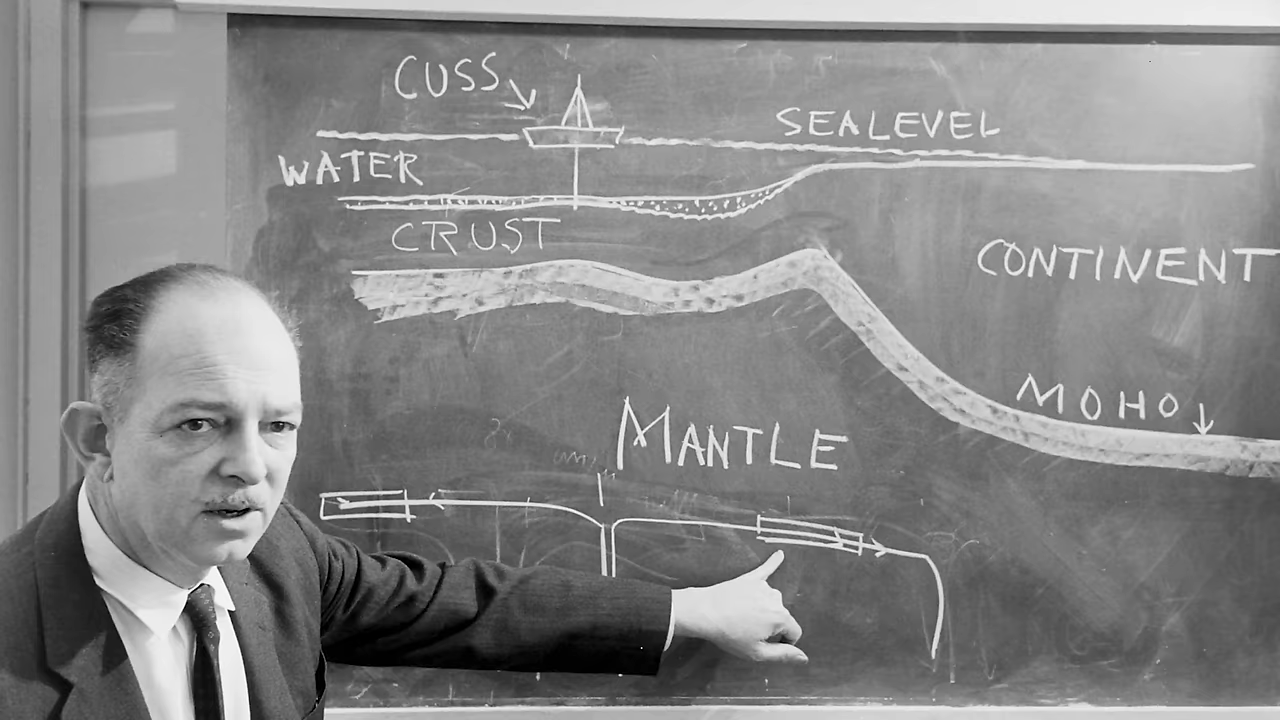 CUSS
SEALEVEL
WATER
CRUST
CONTINENT
MOHO
MANTLE